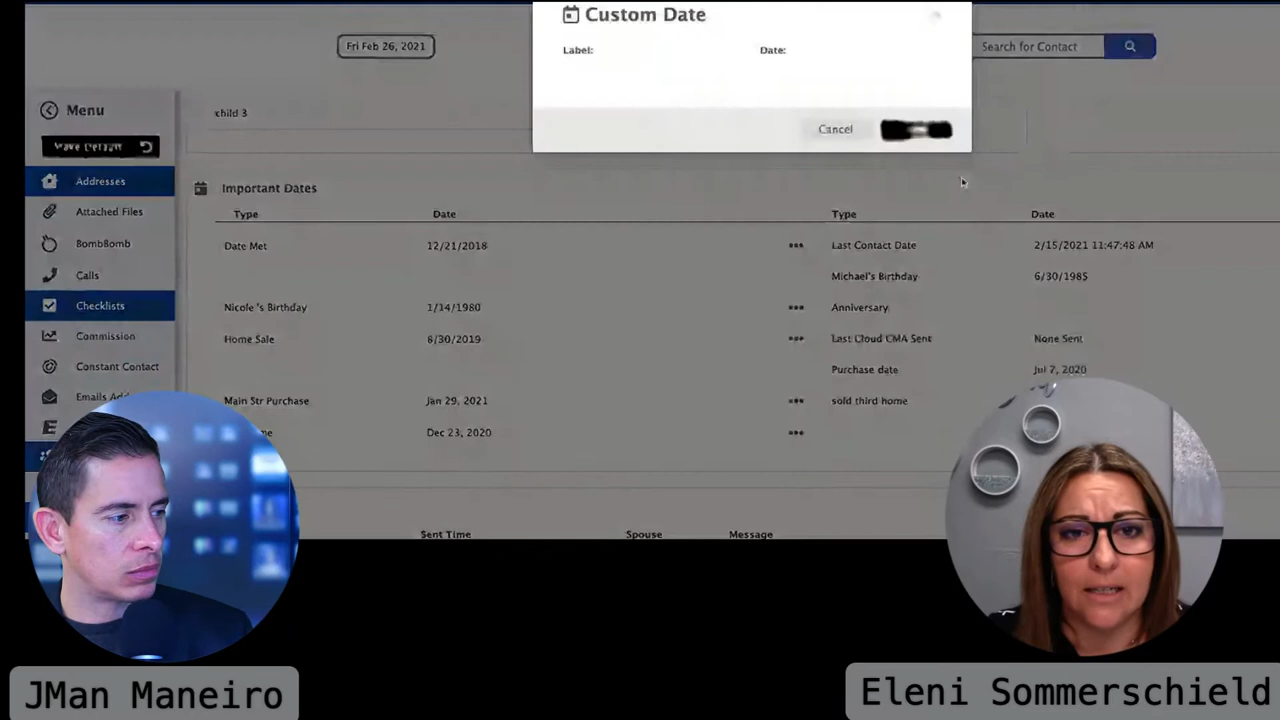 Custom Date
Label: Date:
Cancel
Fri Feb 26, 2021
Search for Contact
Menu
child 3
Addresses
Attached Files
BombBomb
Calls
Checklists
Commission
Constant Contact
Emails
Important Dates
Type Date Type Date
Date Met 12/21/2018 ••• Last Contact Date 2/15/2021 11:47:48 AM
Michael's Birthday 6/30/1985
Nicole 's Birthday 1/14/1980 ••• Anniversary
Home Sale 8/30/2019 ••• Last Cloud CMA Sent None Sent
Purchase date Jul 2, 2020
Main Str Purchase Jan 29, 2021 ••• sold third home
Dec 23, 2020 •••
Sent Time Spouse Message
JMan Maneiro
Eleni Sommerschield